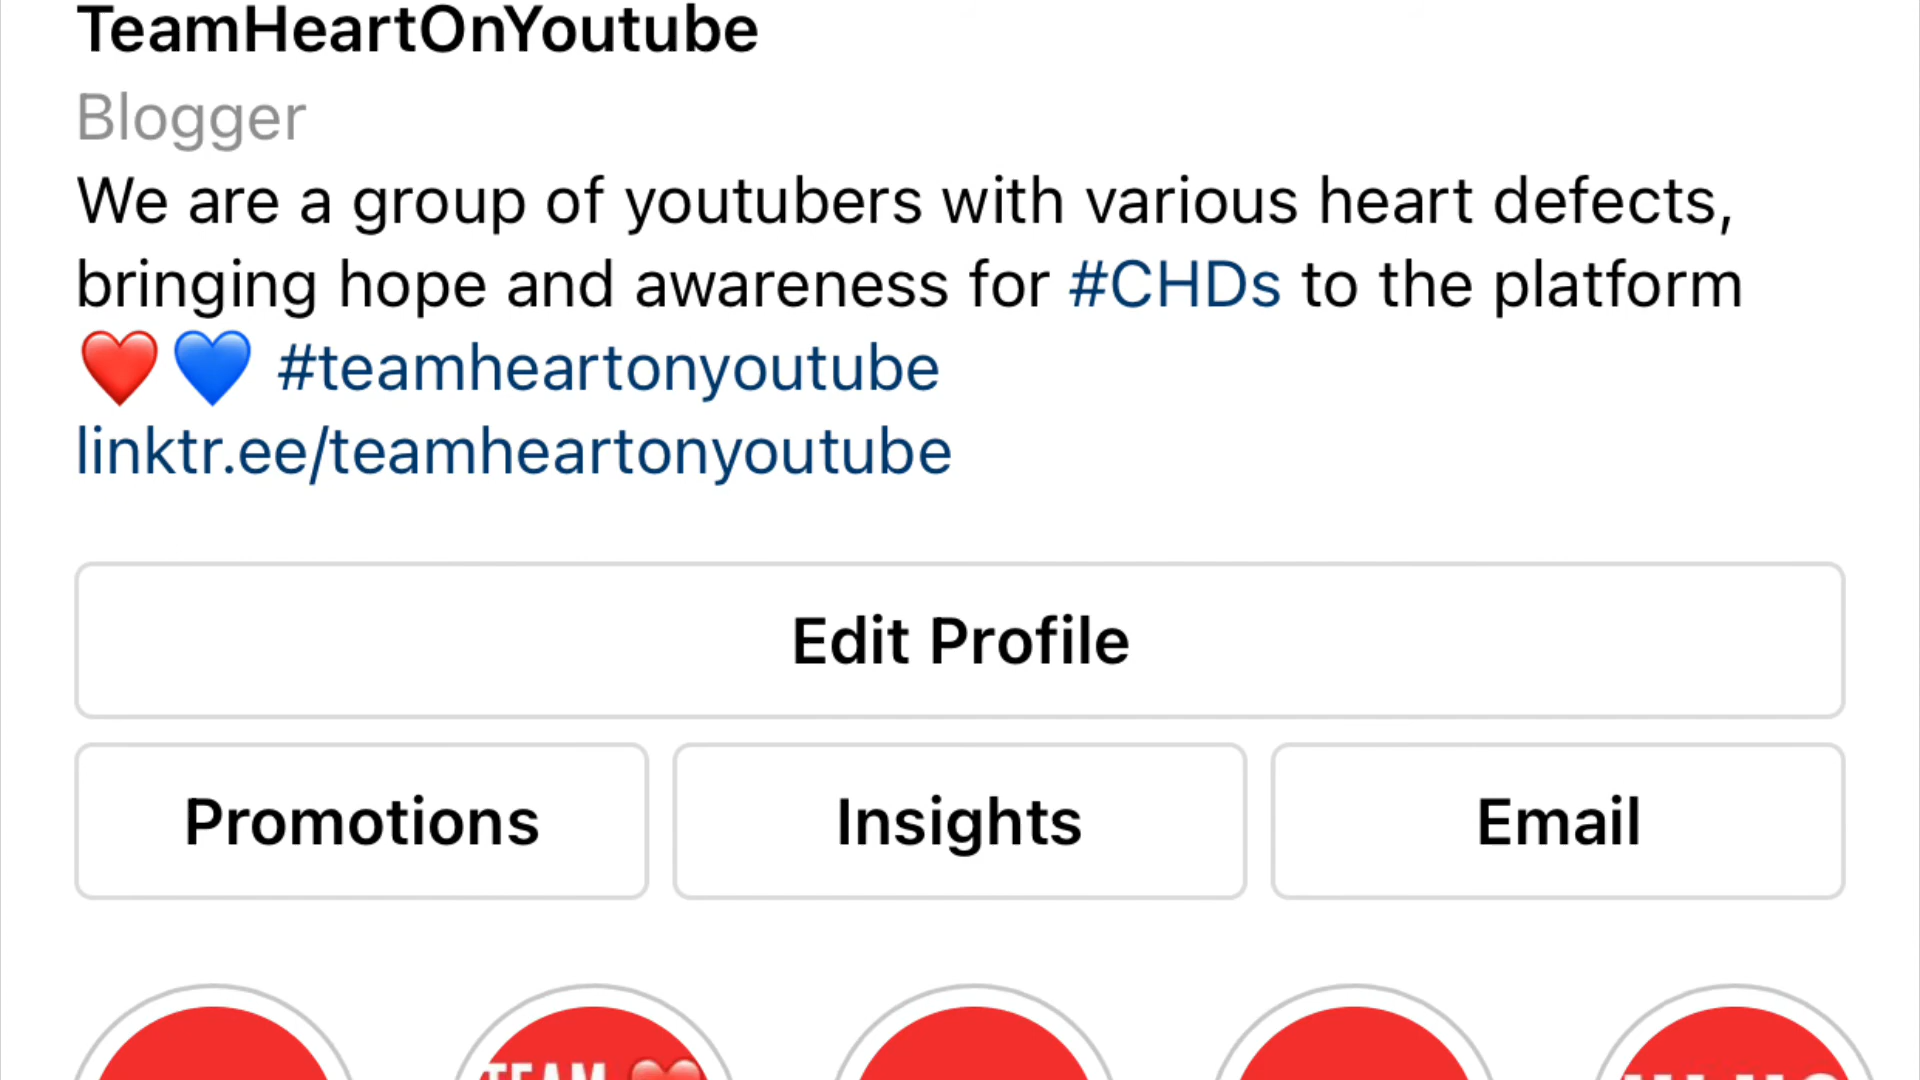 TeamHeartOnYoutube
Blogger
We are a group of youtubers with various heart defects,
bringing hope and awareness for #CHDs to the platform
❤️💙 #teamheartonyoutube
linktr.ee/teamheartonyoutube
Edit Profile
Promotions
Insights
Email
TEAM ❤️